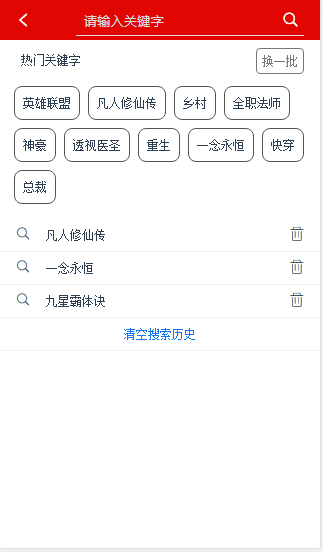 请输入关键字
热门关键字 换一批
英雄联盟 凡人修仙传 乡村 全职法师
神豪 透视医圣 重生 一念永恒 快穿
总裁
凡人修仙传
一念永恒
九星霸体诀
清空搜索历史